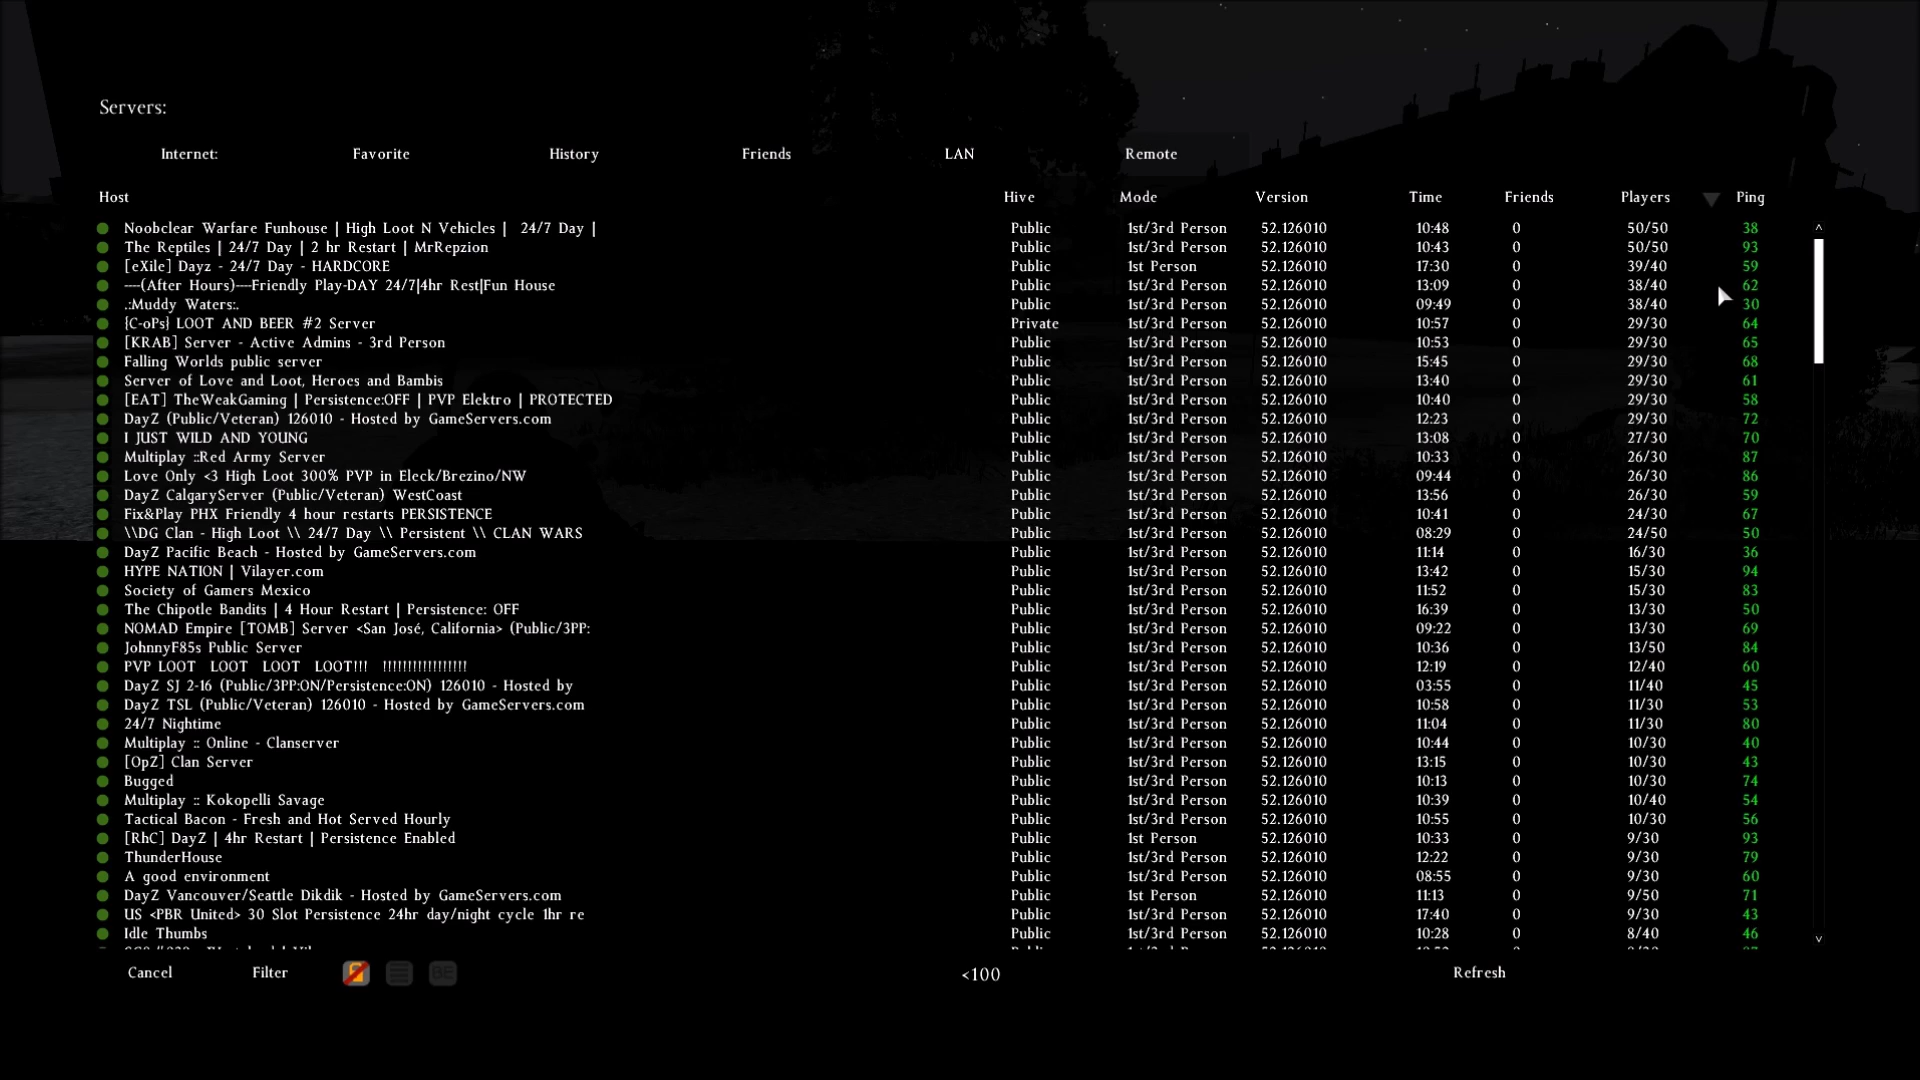 Servers:
Internet: Favorite History Friends LAN Remote
Host Hive Mode Version Time Friends Players Ping
Noobclear Warfare Funhouse | High Loot N Vehicles | 24/7 Day | Public 1st/3rd Person 52.126010 10:48 0 50/50 38
The Reptiles | 24/7 Day | 2 hr Restart | MrRepzion Public 1st/3rd Person 52.126010 10:43 0 50/50 93
[eXile] Dayz - 24/7 Day - HARDCORE Public 1st Person 52.126010 17:30 0 39/40 59
----(After Hours)----Friendly Play-DAY 24/7|4hr Rest|Fun House Public 1st/3rd Person 52.126010 13:09 0 38/40 62
.:Muddy Waters:. Public 1st/3rd Person 52.126010 09:49 0 38/40 30
{C-oPs} LOOT AND BEER #2 Server Private 1st/3rd Person 52.126010 10:57 0 29/30 64
[KRAB] Server - Active Admins - 3rd Person Public 1st/3rd Person 52.126010 10:53 0 29/30 65
Falling Worlds public server Public 1st/3rd Person 52.126010 15:45 0 29/30 68
Server of Love and Loot, Heroes and Bambis Public 1st/3rd Person 52.126010 13:40 0 29/30 61
[EAT] TheWeakGaming | Persistence:OFF | PVP Elektro | PROTECTED Public 1st/3rd Person 52.126010 10:40 0 29/30 58
DayZ (Public/Veteran) 126010 - Hosted by GameServers.com Public 1st/3rd Person 52.126010 12:23 0 29/30 72
I JUST WILD AND YOUNG Public 1st/3rd Person 52.126010 13:08 0 27/30 70
Multiplay ::Red Army Server Public 1st/3rd Person 52.126010 10:33 0 26/30 87
Love Only <3 High Loot 300% PVP in Eleck/Brezino/NW Public 1st/3rd Person 52.126010 09:44 0 26/30 86
DayZ CalgaryServer (Public/Veteran) WestCoast Public 1st/3rd Person 52.126010 13:56 0 26/30 59
Fix&Play PHX Friendly 4 hour restarts PERSISTENCE Public 1st/3rd Person 52.126010 10:41 0 24/30 67
\\DG Clan - High Loot \\ 24/7 Day \\ Persistent \\ CLAN WARS Public 1st/3rd Person 52.126010 08:29 0 24/50 50
DayZ Pacific Beach - Hosted by GameServers.com Public 1st/3rd Person 52.126010 11:14 0 16/30 36
HYPE NATION | Vilayer.com Public 1st/3rd Person 52.126010 13:42 0 15/30 94
Society of Gamers Mexico Public 1st/3rd Person 52.126010 11:52 0 15/30 83
The Chipotle Bandits | 4 Hour Restart | Persistence: OFF Public 1st/3rd Person 52.126010 16:39 0 13/30 50
NOMAD Empire [TOMB] Server <San José, California> (Public/3PP: Public 1st/3rd Person 52.126010 09:22 0 13/30 69
JohnnyF85s Public Server Public 1st/3rd Person 52.126010 10:36 0 13/50 84
PVP LOOT LOOT LOOT LOOT!!! !!!!!!!!!!!!!!!!! Public 1st/3rd Person 52.126010 12:19 0 12/40 60
DayZ SJ 2-16 (Public/3PP:ON/Persistence:ON) 126010 - Hosted by Public 1st/3rd Person 52.126010 03:55 0 11/40 45
DayZ TSL (Public/Veteran) 126010 - Hosted by GameServers.com Public 1st/3rd Person 52.126010 10:58 0 11/30 53
24/7 Nightime Public 1st/3rd Person 52.126010 11:04 0 11/30 80
Multiplay :: Online - Clanserver Public 1st/3rd Person 52.126010 10:44 0 10/30 40
[OpZ] Clan Server Public 1st/3rd Person 52.126010 13:15 0 10/30 43
Bugged Public 1st/3rd Person 52.126010 10:13 0 10/30 74
Multiplay :: Kokopelli Savage Public 1st/3rd Person 52.126010 10:39 0 10/40 54
Tactical Bacon - Fresh and Hot Served Hourly Public 1st/3rd Person 52.126010 10:55 0 10/30 56
[RhC] DayZ | 4hr Restart | Persistence Enabled Public 1st Person 52.126010 10:33 0 9/30 93
ThunderHouse Public 1st/3rd Person 52.126010 12:22 0 9/30 79
A good environment Public 1st/3rd Person 52.126010 08:55 0 9/30 60
DayZ Vancouver/Seattle Dikdik - Hosted by GameServers.com Public 1st Person 52.126010 11:13 0 9/50 71
US <PBR United> 30 Slot Persistence 24hr day/night cycle 1hr re Public 1st/3rd Person 52.126010 17:40 0 9/30 43
Idle Thumbs Public 1st/3rd Person 52.126010 10:28 0 8/40 46
Cancel Filter BE <100 Refresh